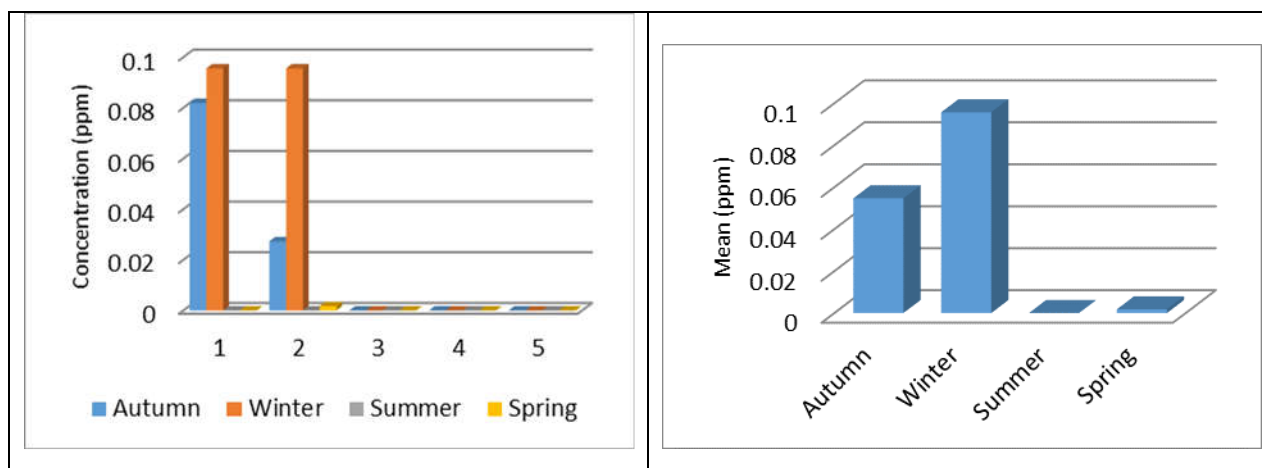 Concentration (ppm)
0.1
0.08
0.06
0.04
0.02
0
1 2 3 4 5
Autumn Winter Summer Spring
Mean (ppm)
0.1
0.08
0.06
0.04
0.02
0
Autumn
Winter
Summer
Spring